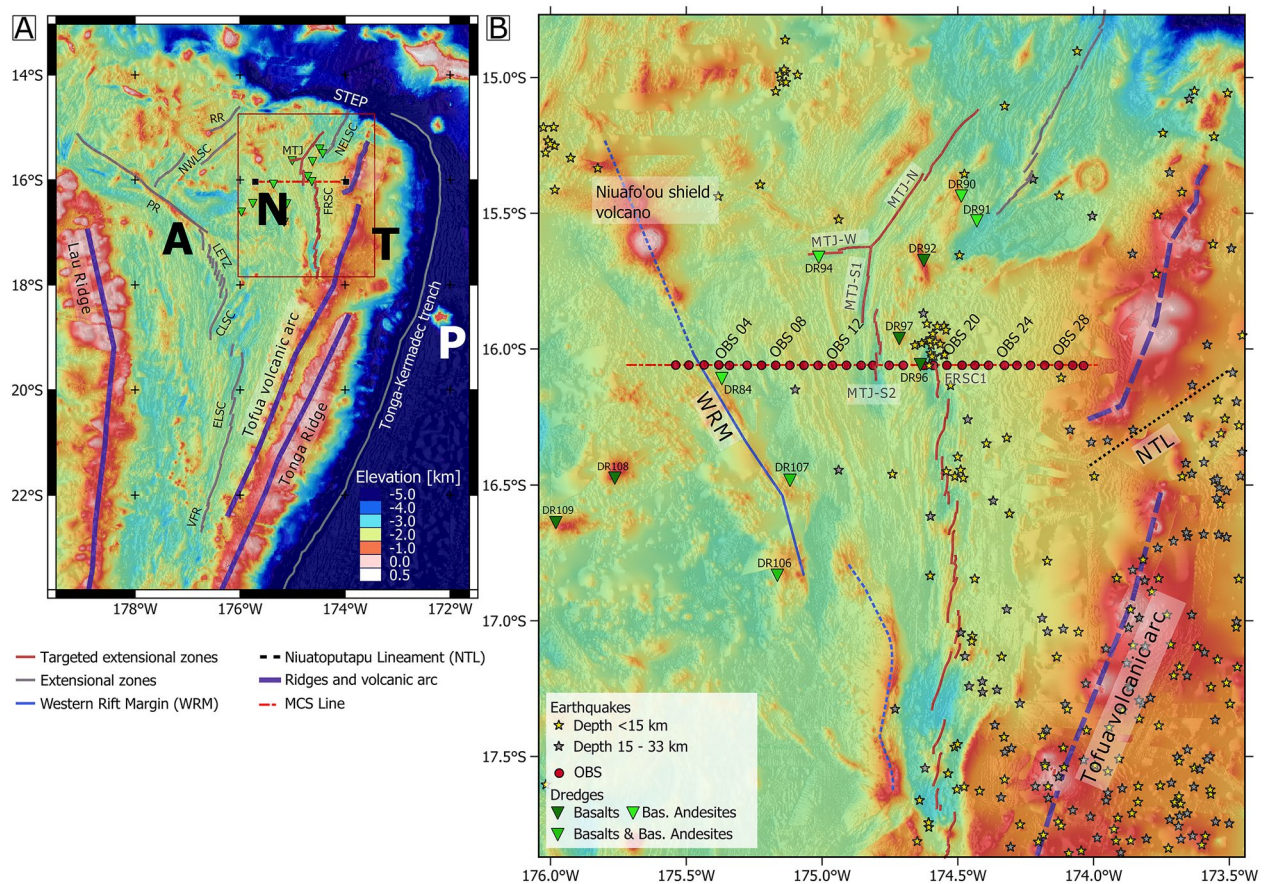 A
B
14°S
16°S
18°S
20°S
22°S
178°W
176°W
174°W
172°W
STEP
RR
NWLSC
MTJ
NELSC
PR
FRSC
N
A
T
P
LETZ
CLSC
ELSC
VFR
Lau Ridge
Tofua volcanic arc
Tonga Ridge
Tonga-Kermadec trench
Elevation [km]
-5.0
-4.0
-3.0
-2.0
-1.0
0.0
0.5
Targeted extensional zones
Extensional zones
Western Rift Margin (WRM)
Niuatoputapu Lineament (NTL)
Ridges and volcanic arc
MCS Line
15.0°S
15.5°S
16.0°S
16.5°S
17.0°S
17.5°S
176.0°W
175.5°W
175.0°W
174.5°W
174.0°W
173.5°W
Niuafo'ou shield
volcano
MTJ-N
MTJ-W
DR94
MTJ-S1
DR90
DR91
DR92
DR97
OBS 04
OBS 08
OBS 12
OBS 20
OBS 24
OBS 28
DR84
DR96
MTJ-S2
FRSC1
WRM
NTL
DR108
DR107
DR109
DR106
Tofua volcanic arc
Earthquakes
Depth <15 km
Depth 15 - 33 km
OBS
Dredges
Basalts
Bas. Andesites
Basalts & Bas. Andesites